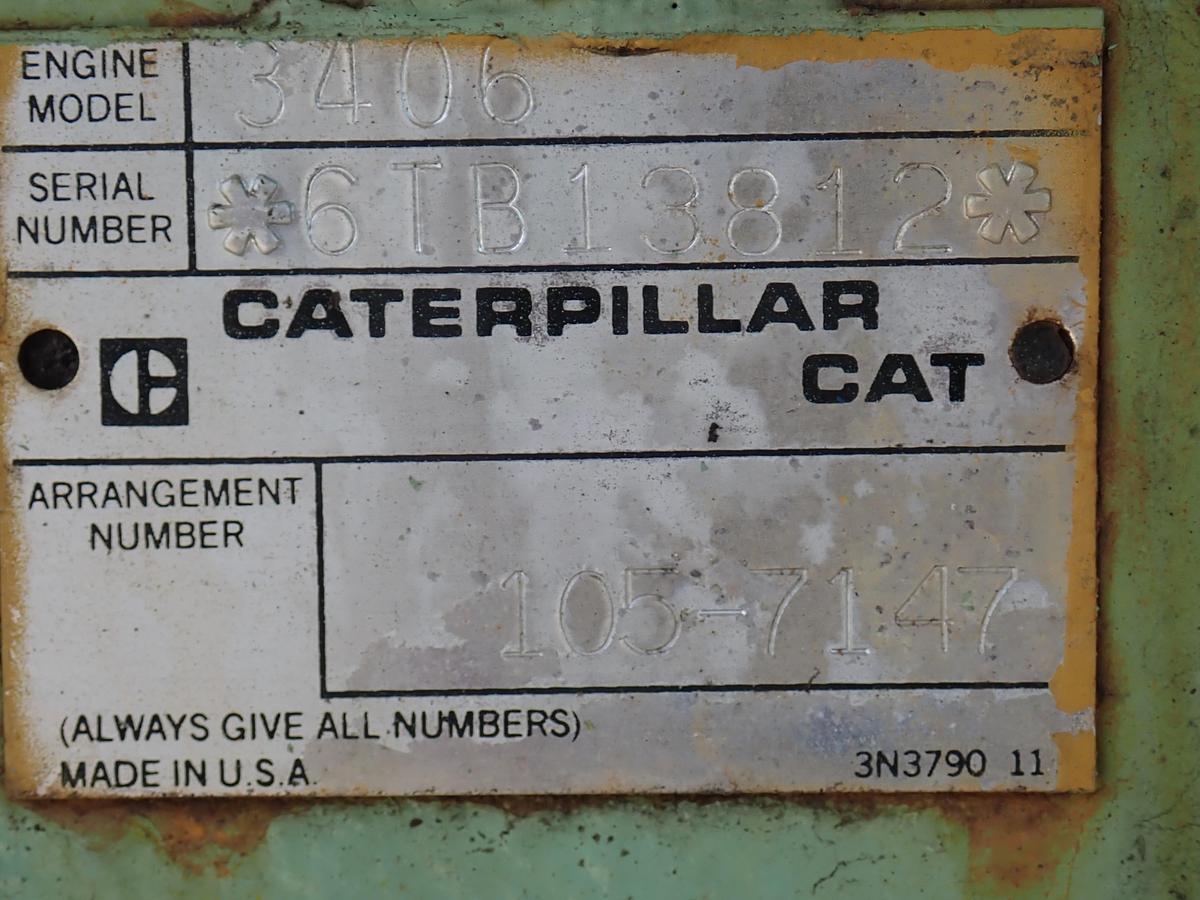 ENGINE MODEL 3406
SERIAL NUMBER *6TB13812*
CATERPILLAR
CAT
ARRANGEMENT NUMBER 105-7147
(ALWAYS GIVE ALL NUMBERS)
MADE IN U.S.A. 3N3790 11